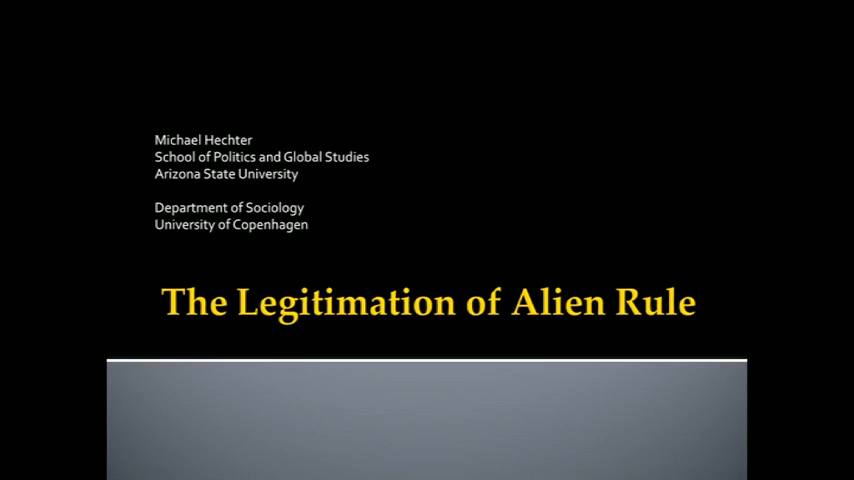 Michael Hechter
School of Politics and Global Studies
Arizona State University
Department of Sociology
University of Copenhagen
The Legitimation of Alien Rule